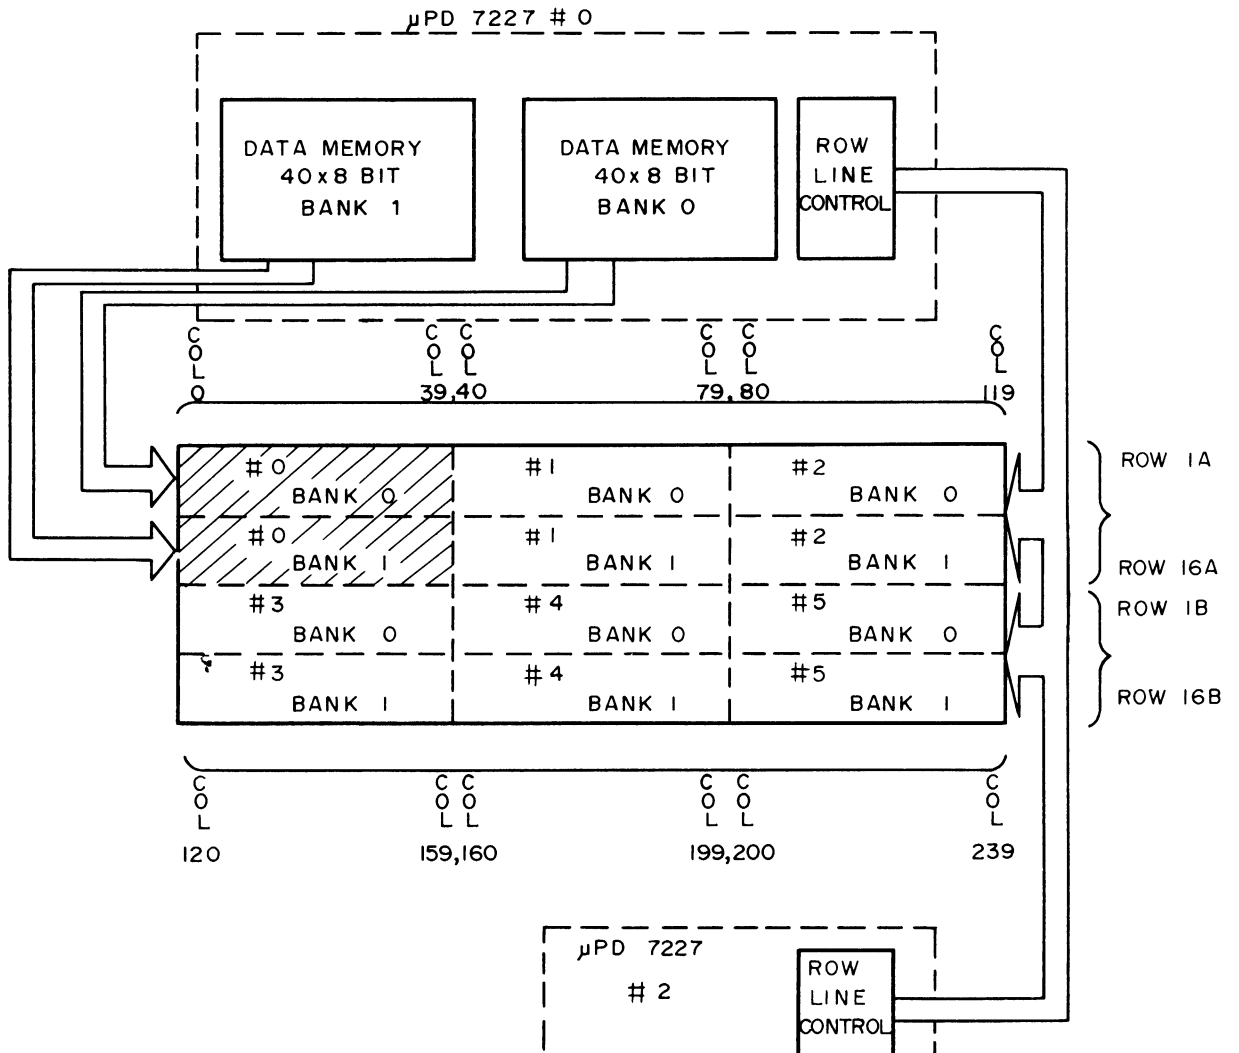 µPD 7227 # 0
DATA MEMORY
40x8 BIT
BANK 1
DATA MEMORY
40x8 BIT
BANK 0
ROW
LINE
CONTROL
COL 0
COL 39,
COL 40
COL 79,
COL 80
COL 119
#0
BANK 0
#1
BANK 0
#2
BANK 0
ROW 1A
#0
BANK 1
#1
BANK 1
#2
BANK 1
ROW 16A
#3
BANK 0
#4
BANK 0
#5
BANK 0
ROW 1B
#3
BANK 1
#4
BANK 1
#5
BANK 1
ROW 16B
COL 120
COL 159,
COL 160
COL 199,
COL 200
COL 239
µPD 7227
# 2
ROW
LINE
CONTROL